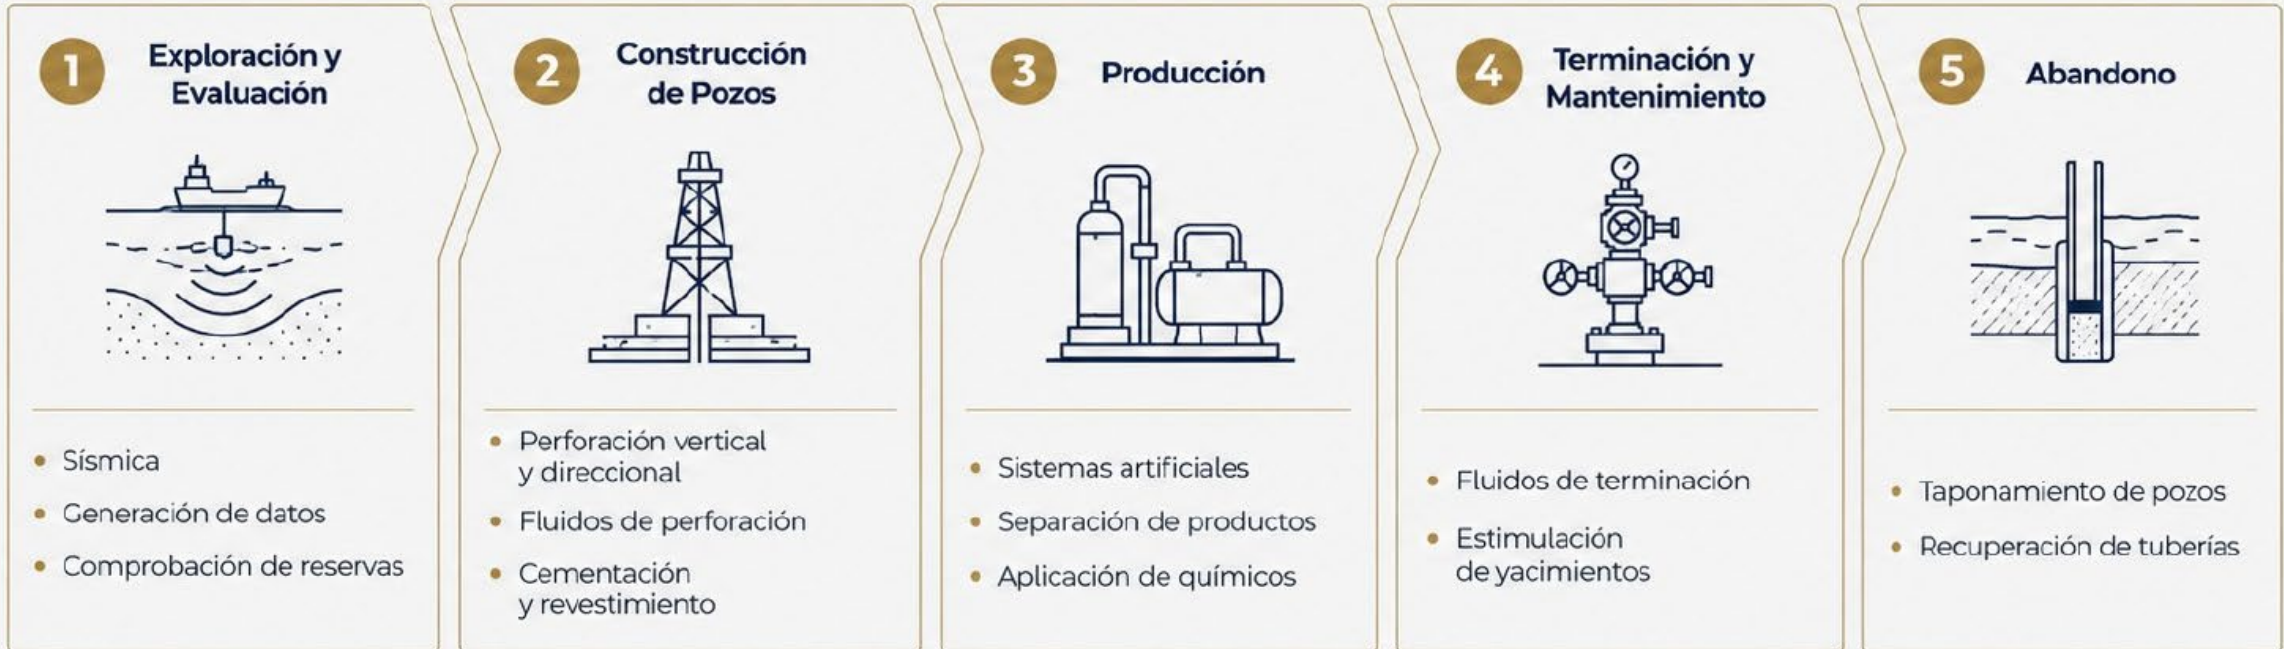 1
Exploración y
Evaluación
• Sísmica
• Generación de datos
• Comprobación de reservas
2
Construcción
de Pozos
• Perforación vertical
y direccional
• Fluidos de perforación
• Cementación
y revestimiento
3
Producción
• Sistemas artificiales
• Separación de productos
• Aplicación de químicos
4
Terminación y
Mantenimiento
• Fluidos de terminación
• Estimulación
de yacimientos
5
Abandono
• Taponamiento de pozos
• Recuperación de tuberías